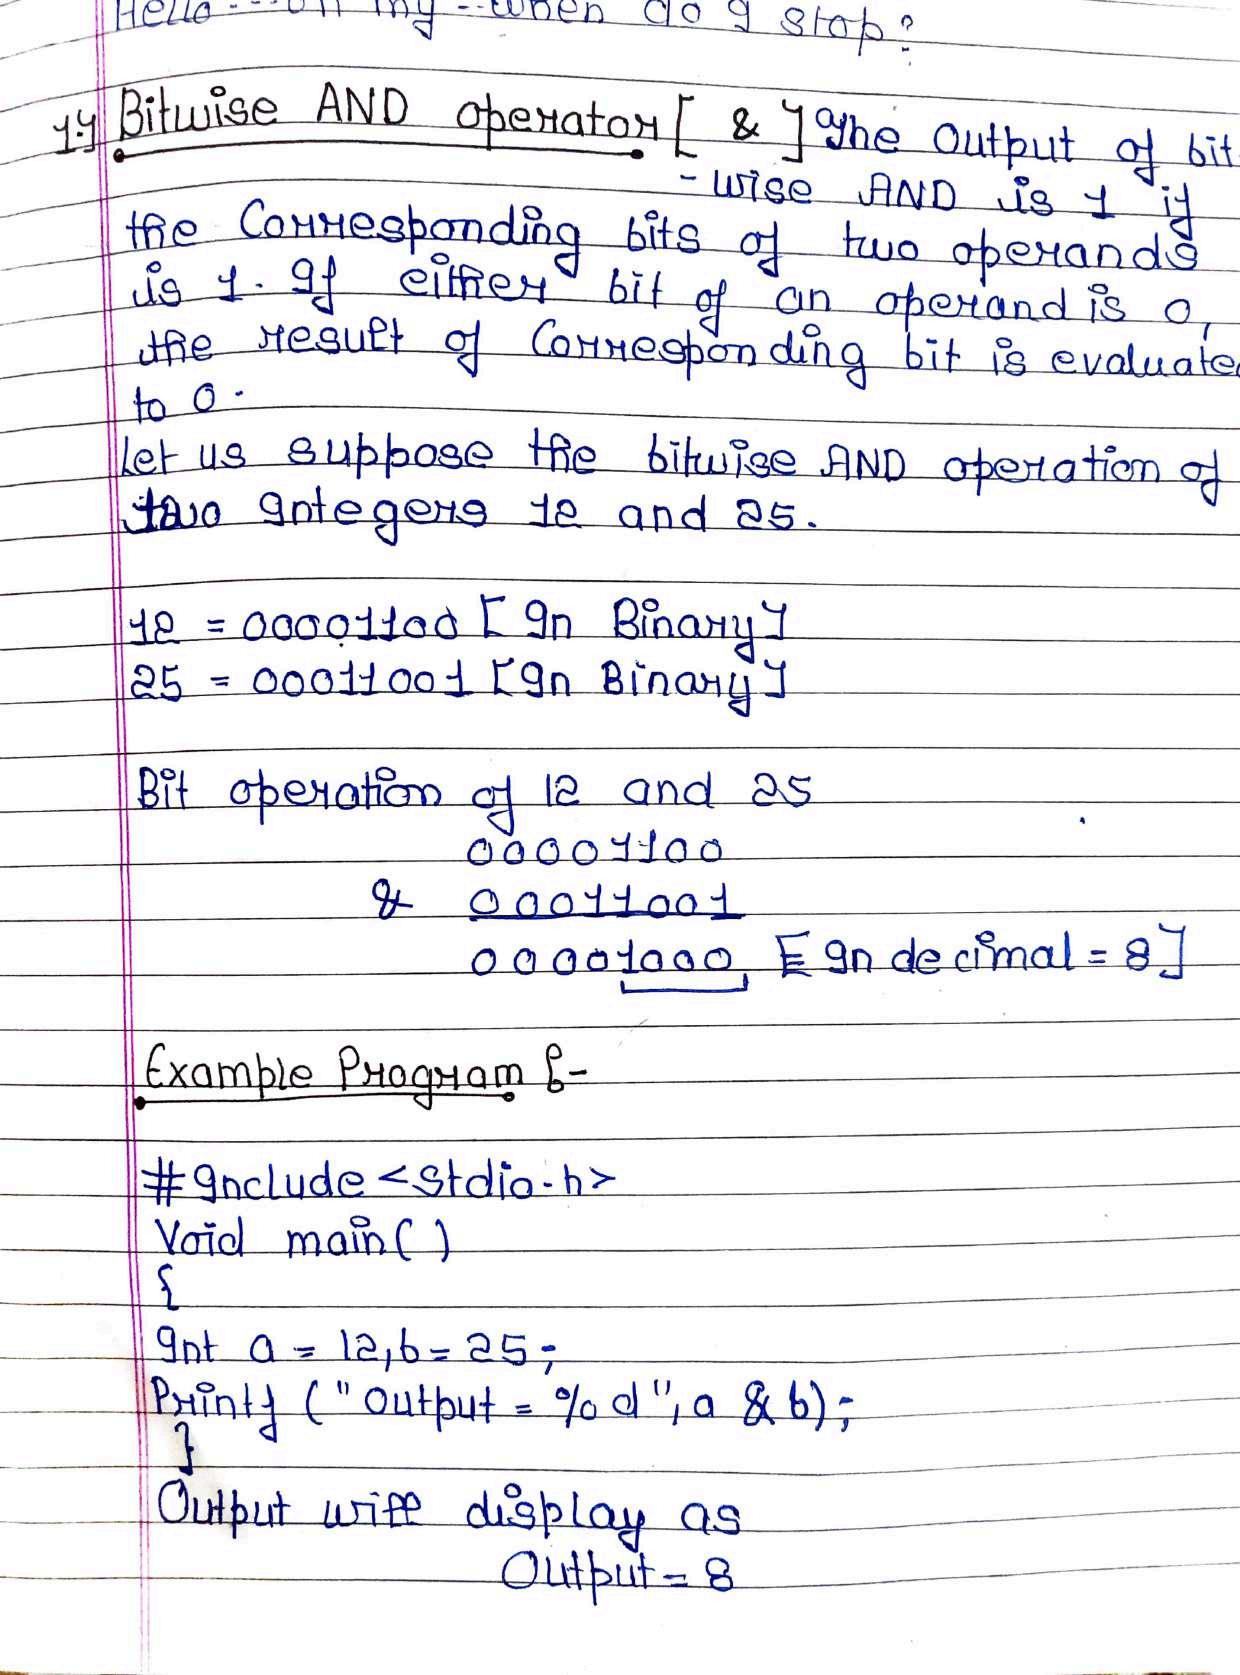 Hello---oh my--when do I stop?
1.] Bitwise AND operator [ & ] The Output of bit
-wise AND is 1 if
the Corresponding bits of two operands
is 1. If either bit of an operand is 0,
the result of Corresponding bit is evaluated
to 0.
Let us suppose the bitwise AND operation of
two Integers 12 and 25.
12 = 00001100 [In Binary]
25 = 00011001 [In Binary]
Bit operation of 12 and 25
00001100
& 00011001
00001000 [In decimal = 8]
Example Program :-
#Include <Stdio.h>
Void main( )
{
Int a = 12, b = 25;
Printf ("Output = %d", a & b);
}
Output will display as
Output = 8